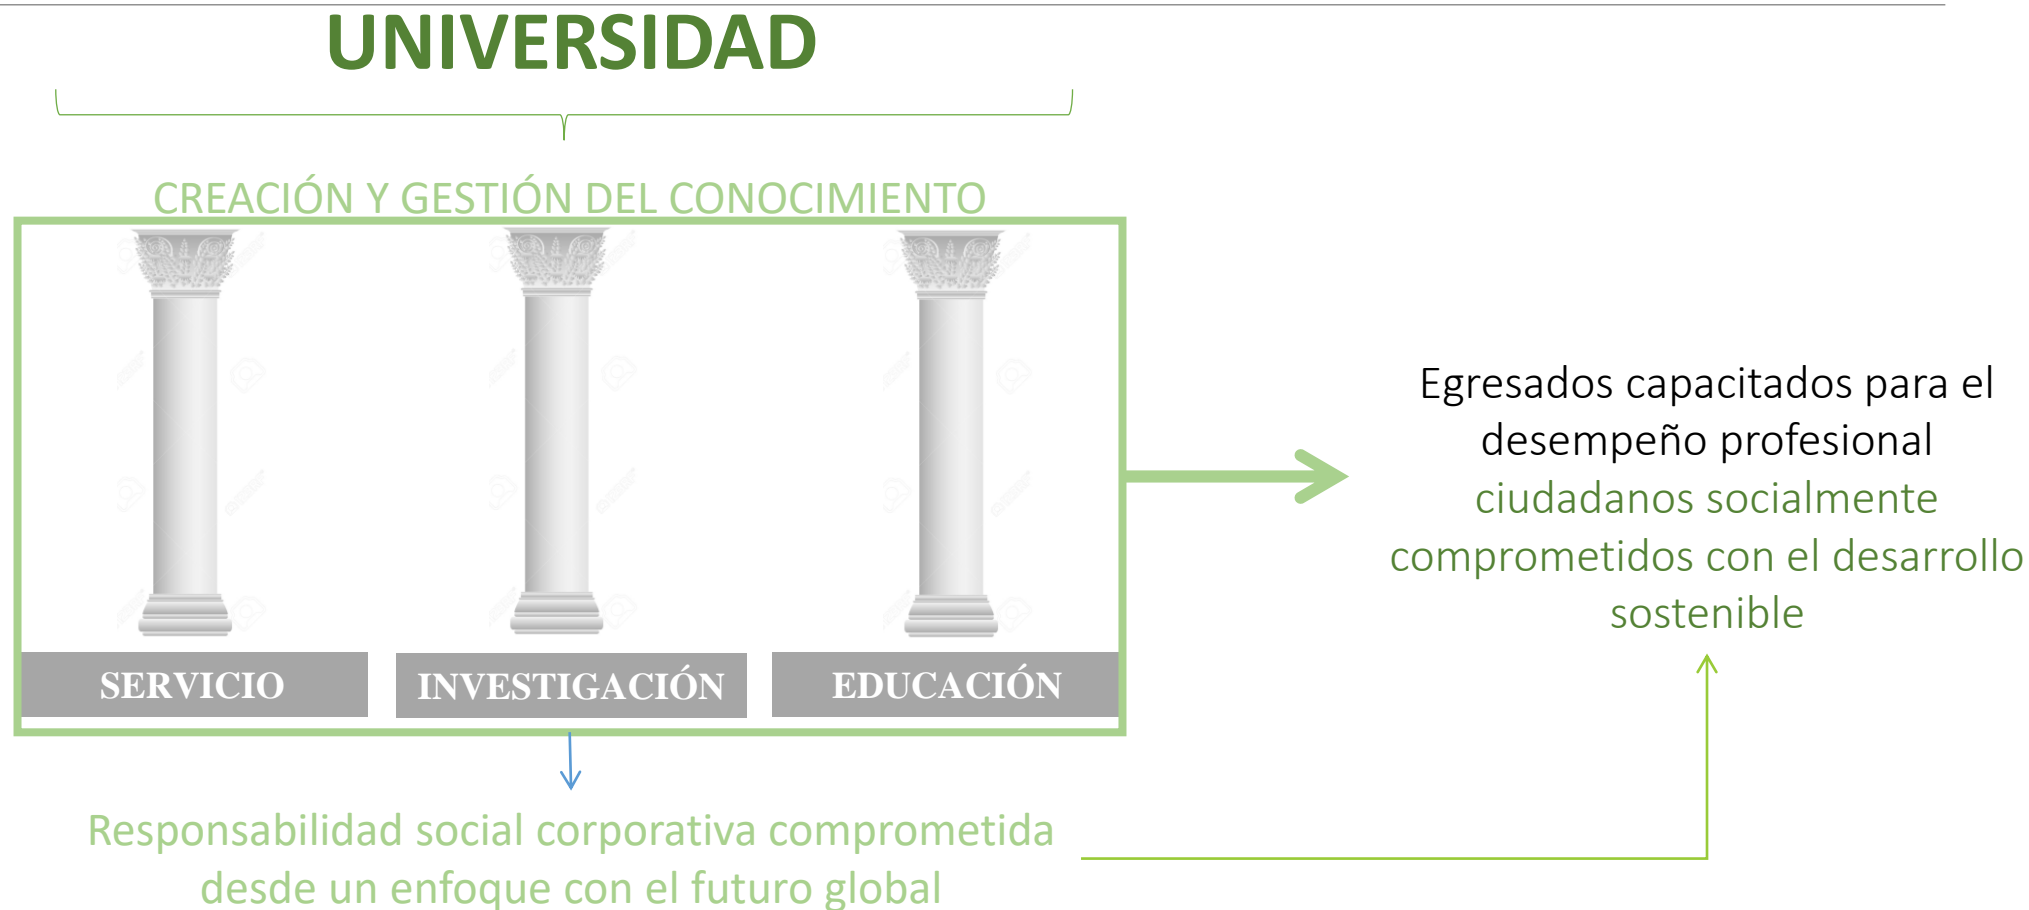 UNIVERSIDAD
CREACIÓN Y GESTIÓN DEL CONOCIMIENTO
SERVICIO
INVESTIGACIÓN
EDUCACIÓN
Egresados capacitados para el
desempeño profesional
ciudadanos socialmente
comprometidos con el desarrollo
sostenible
Responsabilidad social corporativa comprometida
desde un enfoque con el futuro global